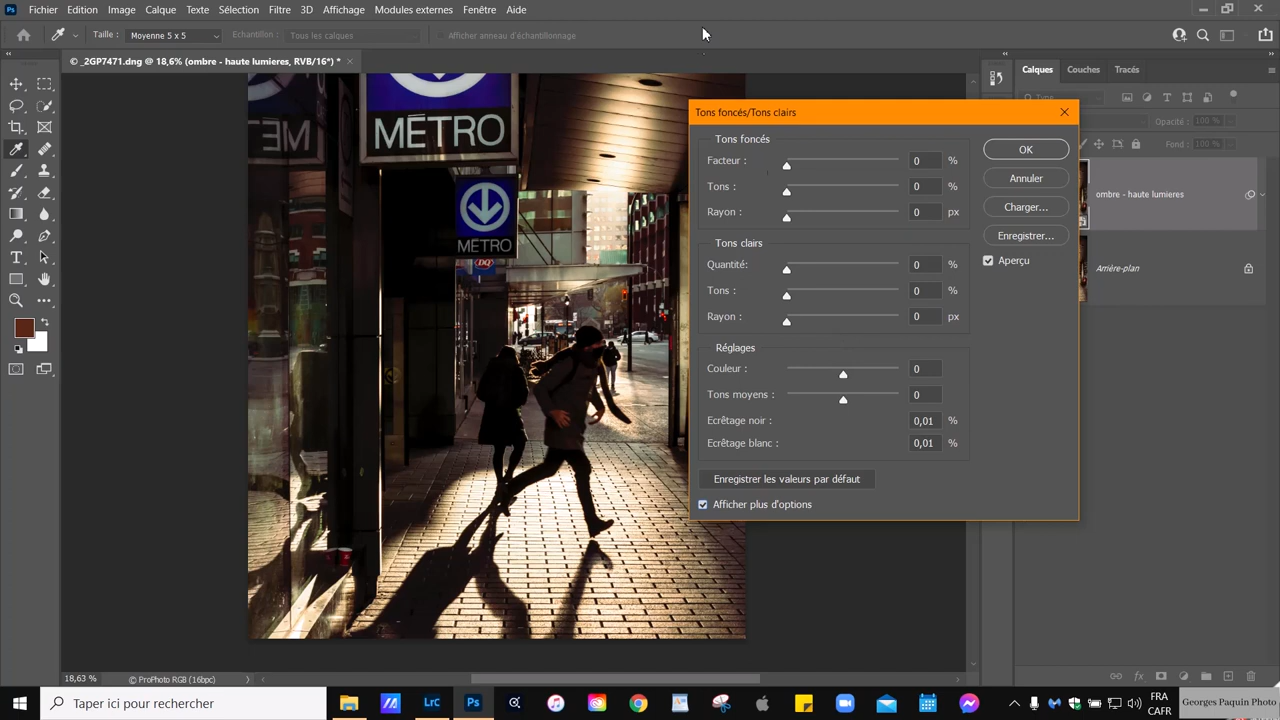 Fichier Edition Image Calque Texte Sélection Filtre 3D Affichage Modules externes Fenêtre Aide
Taille : Moyenne 5 x 5 Echantillon : Tous les calques Afficher anneau d'échantillonnage
© _2GP7471.dng @ 18,6% (ombre - haute lumieres, RVB/16*) *
Calques Couches Tracés
Type
Opacité : 100 %
Fond : 100 %
ombre - haute lumieres
Arrière-plan
Tons foncés/Tons clairs
Tons foncés
Facteur : 0 %
Tons : 0 %
Rayon : 0 px
Tons clairs
Quantité: 0 %
Tons : 0 %
Rayon : 0 px
Réglages
Couleur : 0
Tons moyens : 0
Ecrêtage noir : 0,01 %
Ecrêtage blanc : 0,01 %
Enregistrer les valeurs par défaut
Afficher plus d'options
OK
Annuler
Charger...
Enregistrer...
Aperçu
MÉTRO
MÉTRO
DQ
18,63 % © ProPhoto RGB (16bpc)
Taper ici pour rechercher
LrC
Ps
FRA
CAFR
Georges Paquin Photo